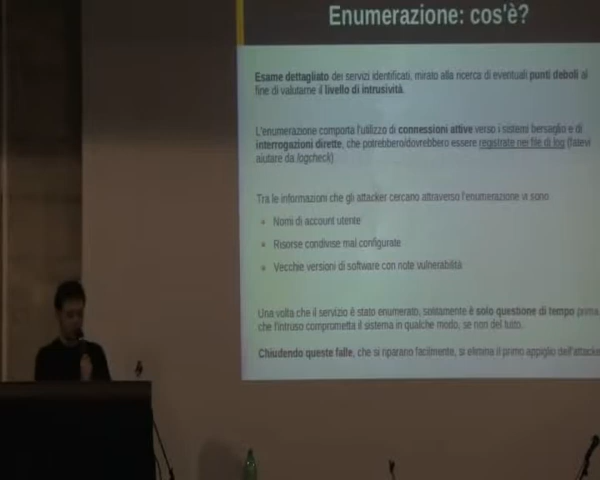 Enumerazione: cos'è?
Esame dettagliato dei servizi identificati, mirato alla ricerca di eventuali punti deboli al
fine di valutarne il livello di intrusività.
L'enumerazione comporta l'utilizzo di connessioni attive verso i sistemi bersaglio e di
interrogazioni dirette, che potrebbero/dovrebbero essere registrate nei file di log (fatevi
aiutare da logcheck)
Tra le informazioni che gli attacker cercano attraverso l'enumerazione vi sono
Nomi di account utente
Risorse condivise mal configurate
Vecchie versioni di software con note vulnerabilità
Una volta che il servizio è stato enumerato, solitamente è solo questione di tempo prima
che l'intruso comprometta il sistema in qualche modo, se non del tutto.
Chiudendo queste falle, che si riparano facilmente, si elimina il primo appiglio dell'attacker